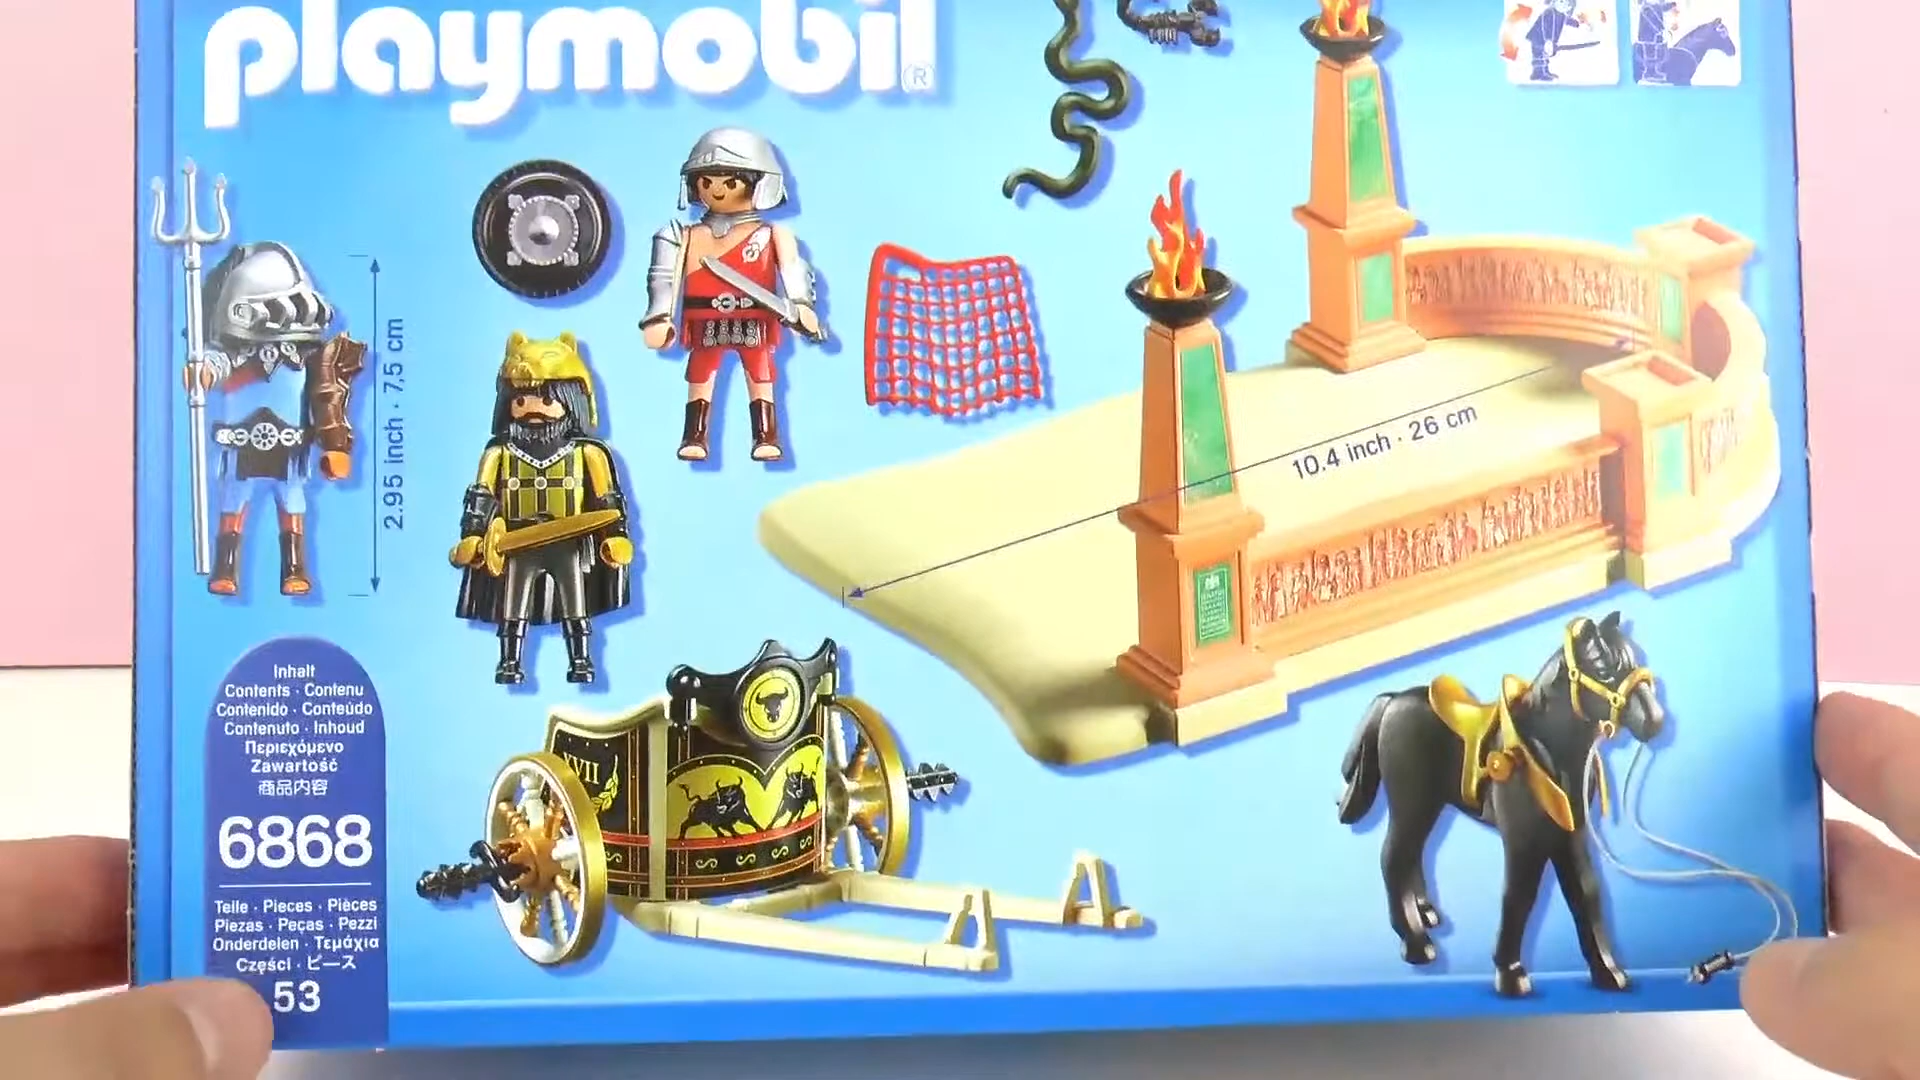 playmobil®
2.95 inch · 7,5 cm
10.4 inch · 26 cm
XVII
Inhalt
Contents · Contenu
Contenido · Conteúdo
Contenuto · Inhoud
Περιεχόμενο
Zawartość
商品内容
6868
Teile · Pieces · Pièces
Piezas · Peças · Pezzi
Onderdelen · Τεμάχια
Części · ピース
53